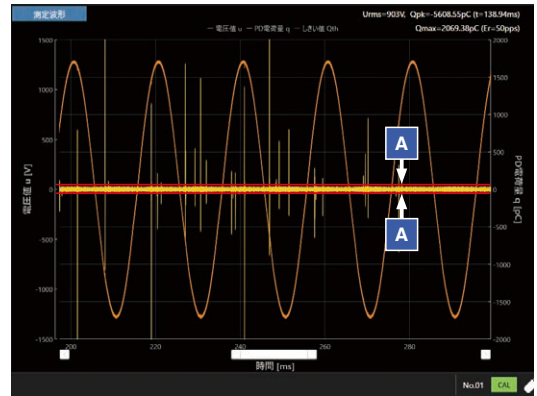 測定波形
Urms=903V, Qpk=-5608.55pC (t=138.94ms)
電圧値 u PD電荷量 q しきい値 Qth
Qmax=2069.38pC (Er=50pps)
1500
2000
1500
1000
1000
500
500
A
0
0
A
-500
-500
-1000
-1000
-1500
-1500
-2000
電圧値 u [V]
PD電荷量 q [pC]
200
220
240
260
280
時間 [ms]
No.01
CAL